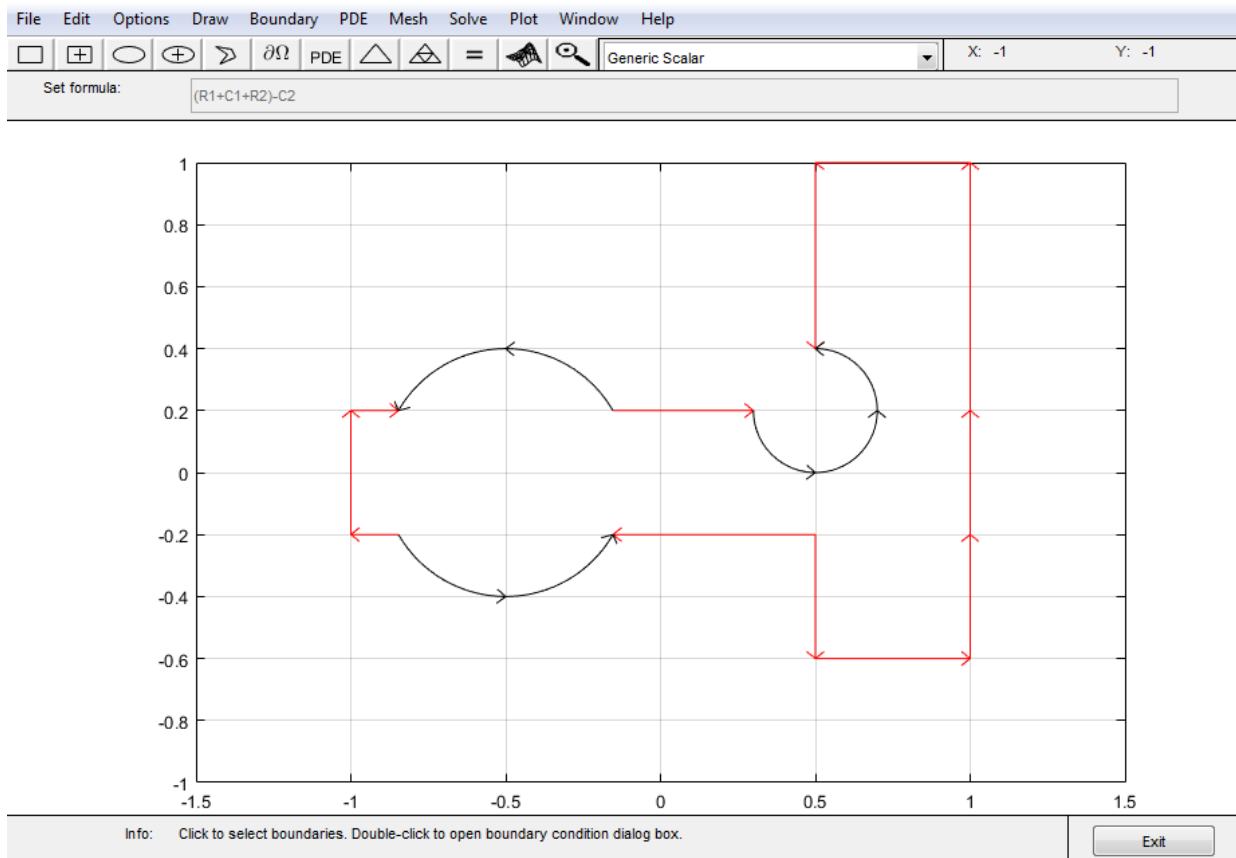 File Edit Options Draw Boundary PDE Mesh Solve Plot Window Help
∂Ω PDE = Generic Scalar X: -1 Y: -1
Set formula: (R1+C1+R2)-C2
1
0.8
0.6
0.4
0.2
0
-0.2
-0.4
-0.6
-0.8
-1
-1.5 -1 -0.5 0 0.5 1 1.5
Info: Click to select boundaries. Double-click to open boundary condition dialog box. Exit